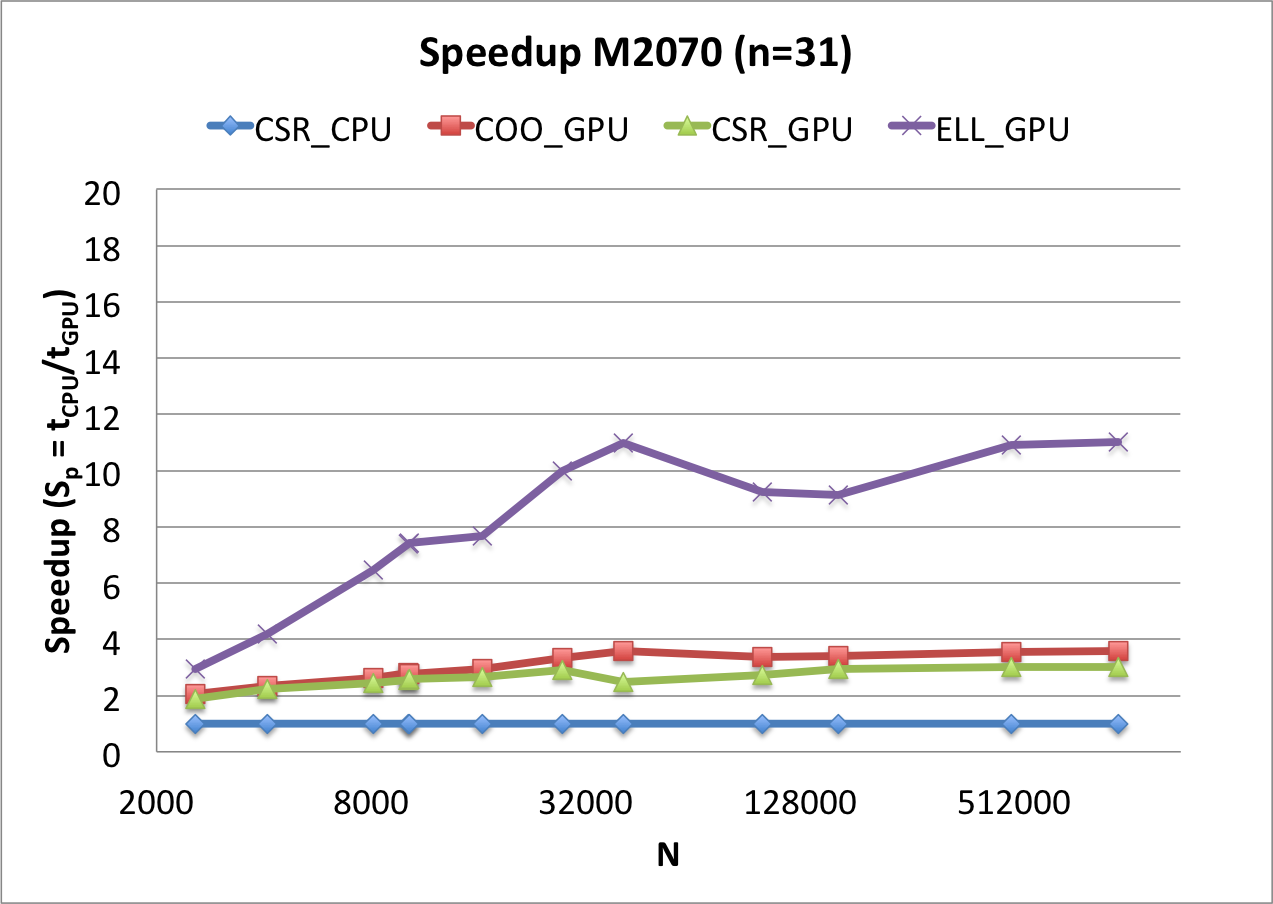 Speedup M2070 (n=31)
CSR_CPU COO_GPU CSR_GPU ELL_GPU
Speedup (Sp = tCPU/tGPU)
20
18
16
14
12
10
8
6
4
2
0
2000 8000 32000 128000 512000
N